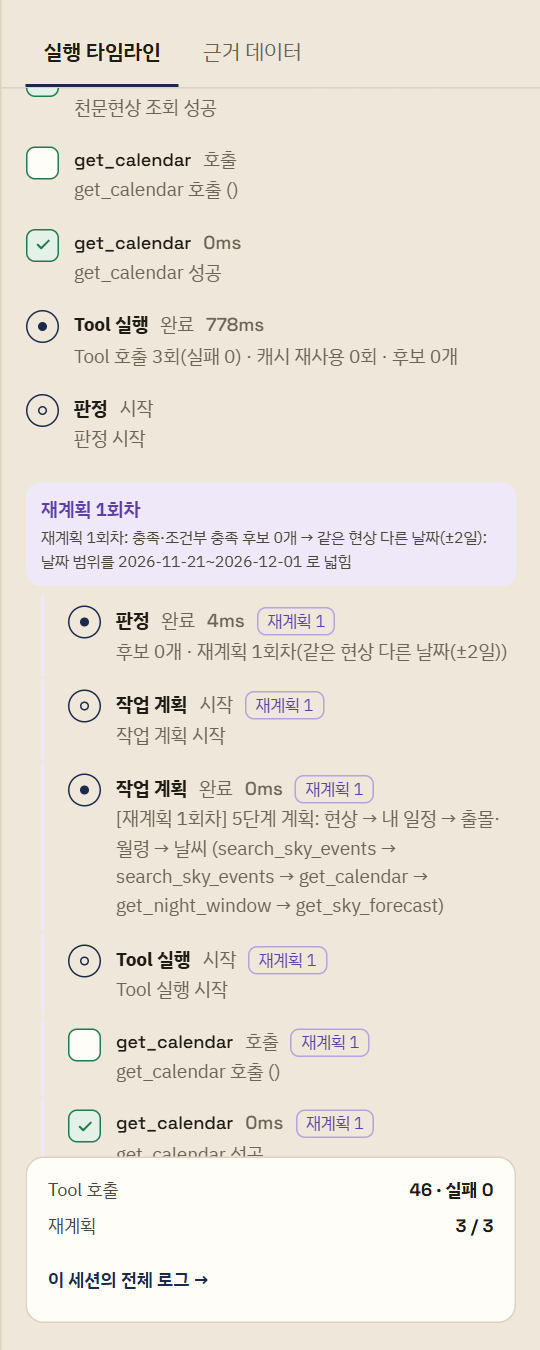 실행 타임라인
근거 데이터
천문현상 조회 성공
get_calendar 호출
get_calendar 호출 ()
get_calendar 0ms
get_calendar 성공
Tool 실행 완료 778ms
Tool 호출 3회(실패 0) · 캐시 재사용 0회 · 후보 0개
판정 시작
판정 시작
재계획 1회차
재계획 1회차: 충족·조건부 충족 후보 0개 → 같은 현상 다른 날짜(±2일):
날짜 범위를 2026-11-21~2026-12-01 로 넓힘
판정 완료 4ms 재계획 1
후보 0개 · 재계획 1회차(같은 현상 다른 날짜(±2일))
작업 계획 시작 재계획 1
작업 계획 시작
작업 계획 완료 0ms 재계획 1
[재계획 1회차] 5단계 계획: 현상 → 내 일정 → 출몰·
월령 → 날씨 (search_sky_events →
search_sky_events → get_calendar →
get_night_window → get_sky_forecast)
Tool 실행 시작 재계획 1
Tool 실행 시작
get_calendar 호출 재계획 1
get_calendar 호출 ()
get_calendar 0ms 재계획 1
get_calendar 성공
Tool 호출 46 · 실패 0
재계획 3 / 3
이 세션의 전체 로그 →